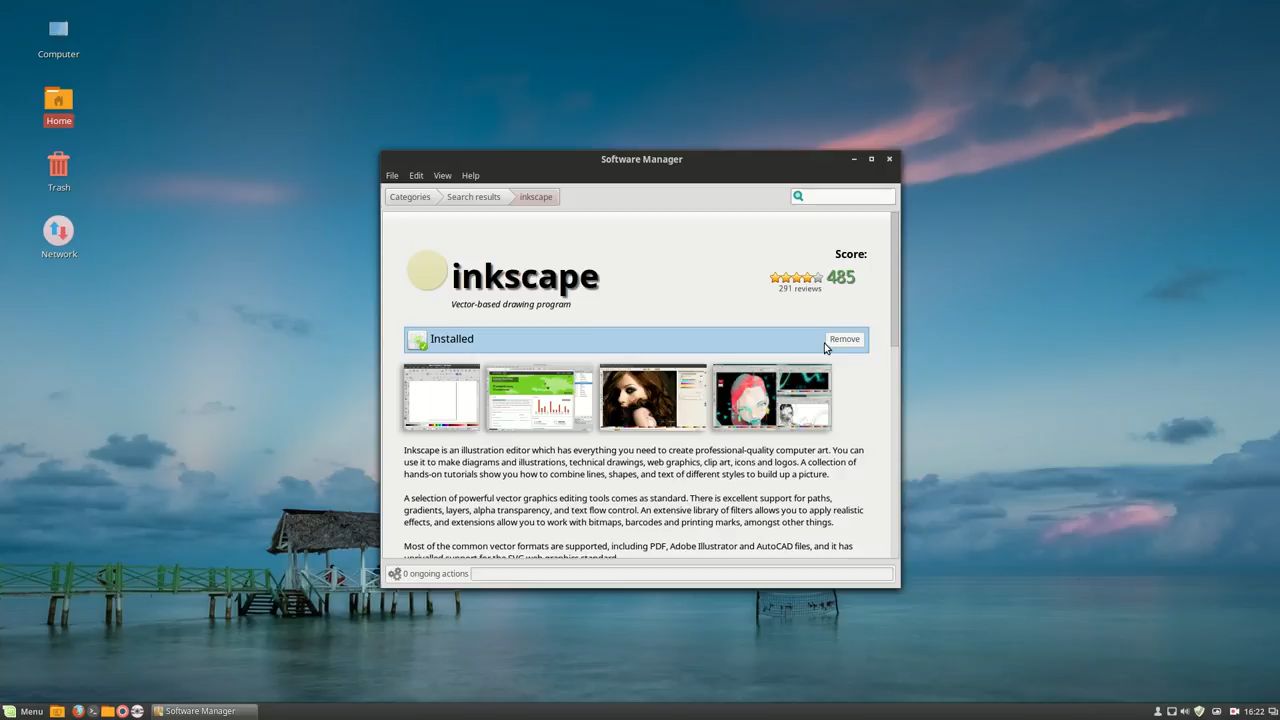 Computer
Home
Trash
Network
Software Manager
File Edit View Help
Categories Search results inkscape
Score:
inkscape
485
291 reviews
Vector-based drawing program
Installed
Remove
Inkscape is an illustration editor which has everything you need to create professional-quality computer art. You can
use it to make diagrams and illustrations, technical drawings, web graphics, clip art, icons and logos. A collection of
hands-on tutorials show you how to combine lines, shapes, and text of different styles to build up a picture.
A selection of powerful vector graphics editing tools comes as standard. There is excellent support for paths,
gradients, layers, alpha transparency, and text flow control. An extensive library of filters allows you to apply realistic
effects, and extensions allow you to work with bitmaps, barcodes and printing marks, amongst other things.
Most of the common vector formats are supported, including PDF, Adobe Illustrator and AutoCAD files, and it has
unrivalled support for the SVG web graphics standard.
0 ongoing actions
Menu
Software Manager
16:22